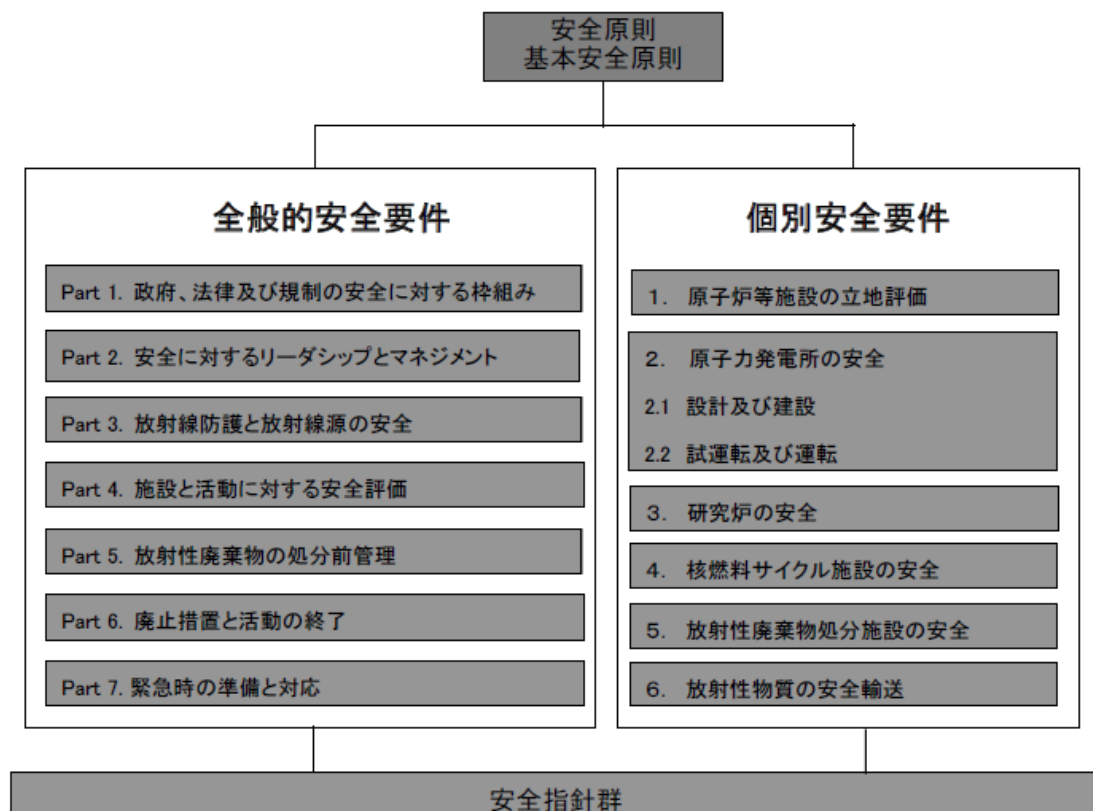 安全原則
基本安全原則
全般的安全要件
Part 1. 政府、法律及び規制の安全に対する枠組み
Part 2. 安全に対するリーダシップとマネジメント
Part 3. 放射線防護と放射線源の安全
Part 4. 施設と活動に対する安全評価
Part 5. 放射性廃棄物の処分前管理
Part 6. 廃止措置と活動の終了
Part 7. 緊急時の準備と対応
個別安全要件
1. 原子炉等施設の立地評価
2. 原子力発電所の安全
2.1 設計及び建設
2.2 試運転及び運転
3. 研究炉の安全
4. 核燃料サイクル施設の安全
5. 放射性廃棄物処分施設の安全
6. 放射性物質の安全輸送
安全指針群